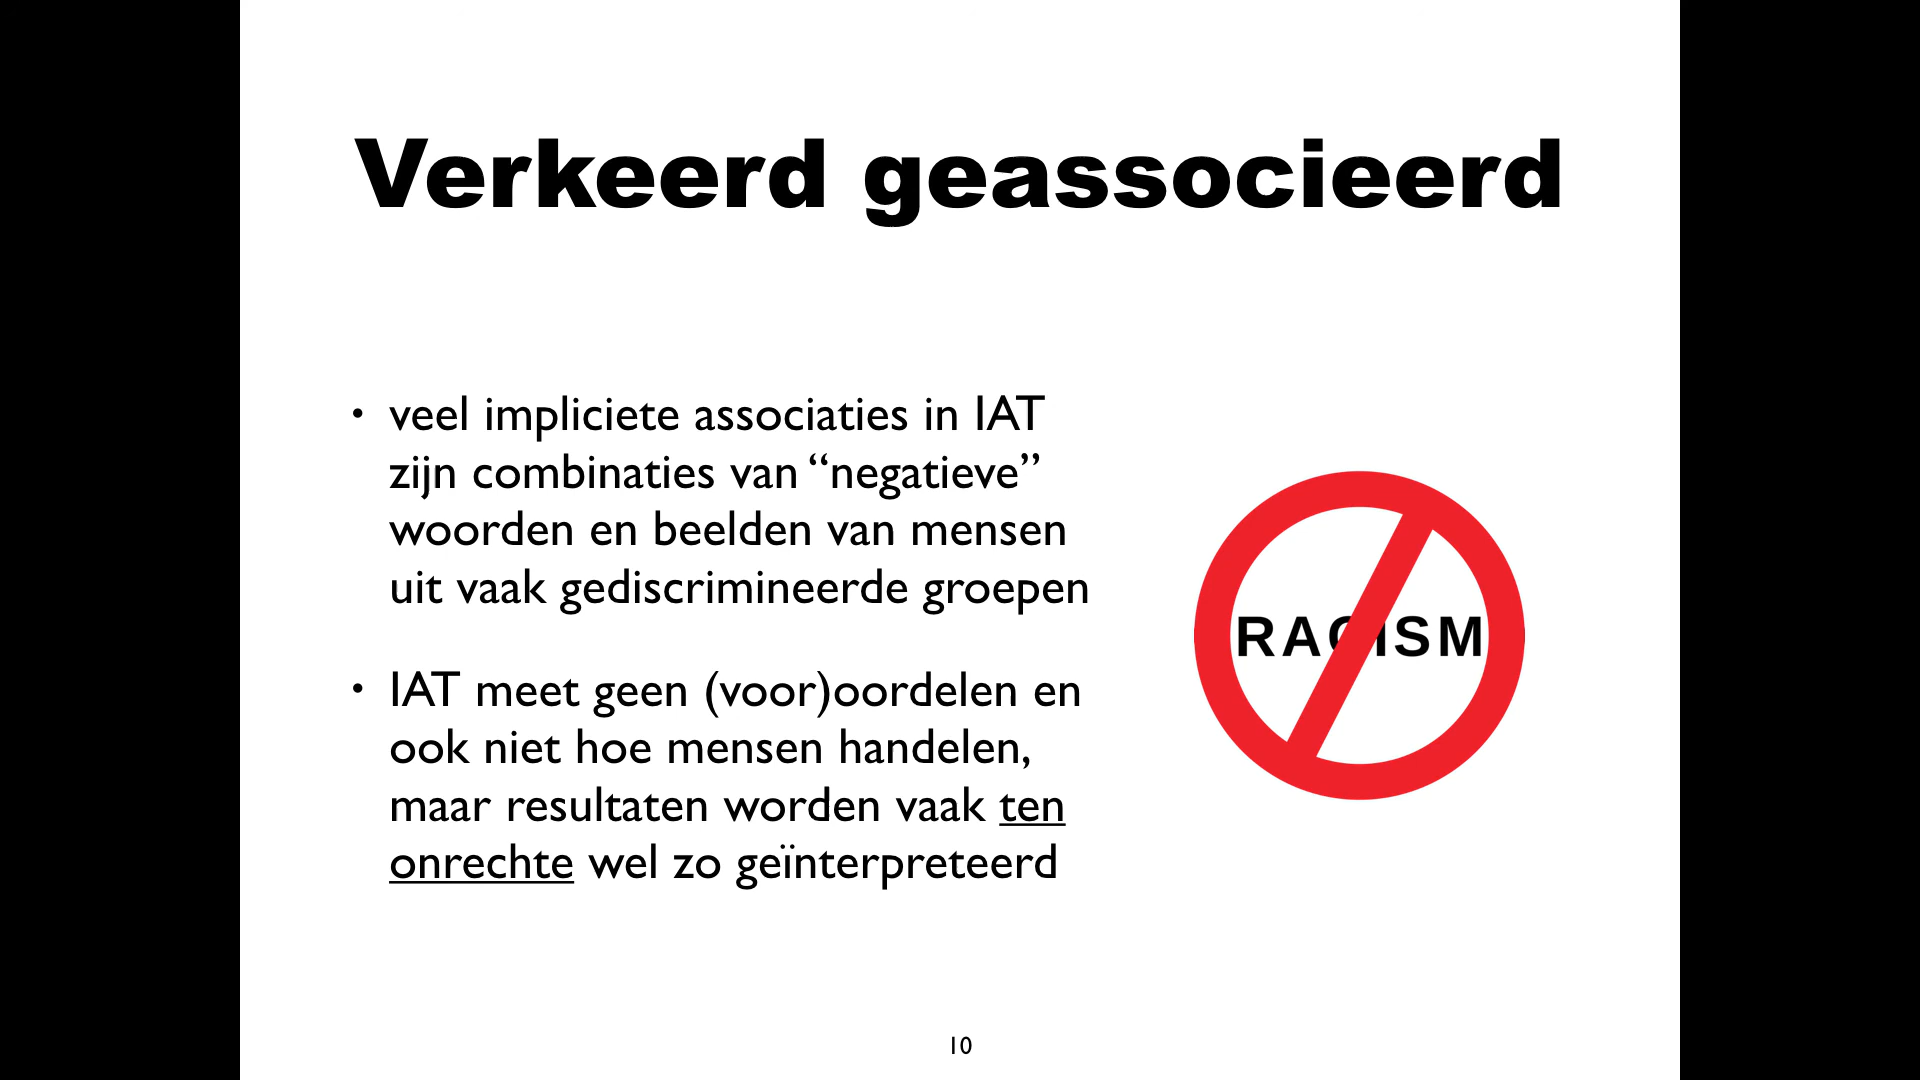 Verkeerd geassocieerd
• veel impliciete associaties in IAT
zijn combinaties van “negatieve”
woorden en beelden van mensen
uit vaak gediscrimineerde groepen
• IAT meet geen (voor)oordelen en
ook niet hoe mensen handelen,
maar resultaten worden vaak ten
onrechte wel zo geïnterpreteerd
RACISM
10